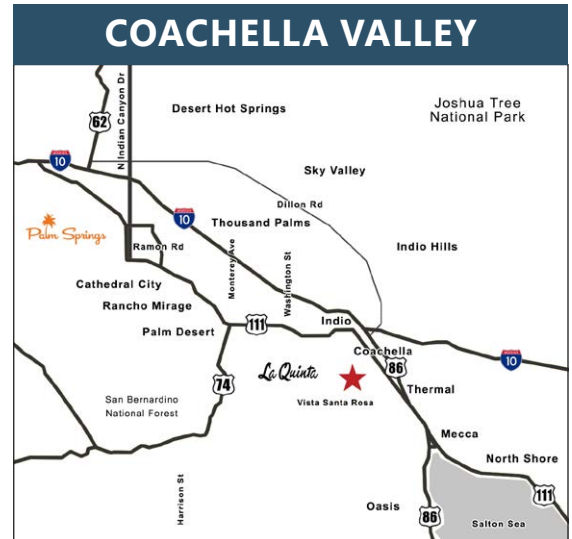 COACHELLA VALLEY
N Indian Canyon Dr
62
Desert Hot Springs
Joshua Tree
National Park
10
Sky Valley
Dillon Rd
10
Thousand Palms
Palm Springs
Ramon Rd
Monterey Ave
Washington St
Indio Hills
Cathedral City
Rancho Mirage
Palm Desert
111
Indio
Coachella
10
86
La Quinta
74
Vista Santa Rosa
Thermal
San Bernardino
National Forest
Mecca
North Shore
Harrison St
111
Oasis
86
Salton Sea